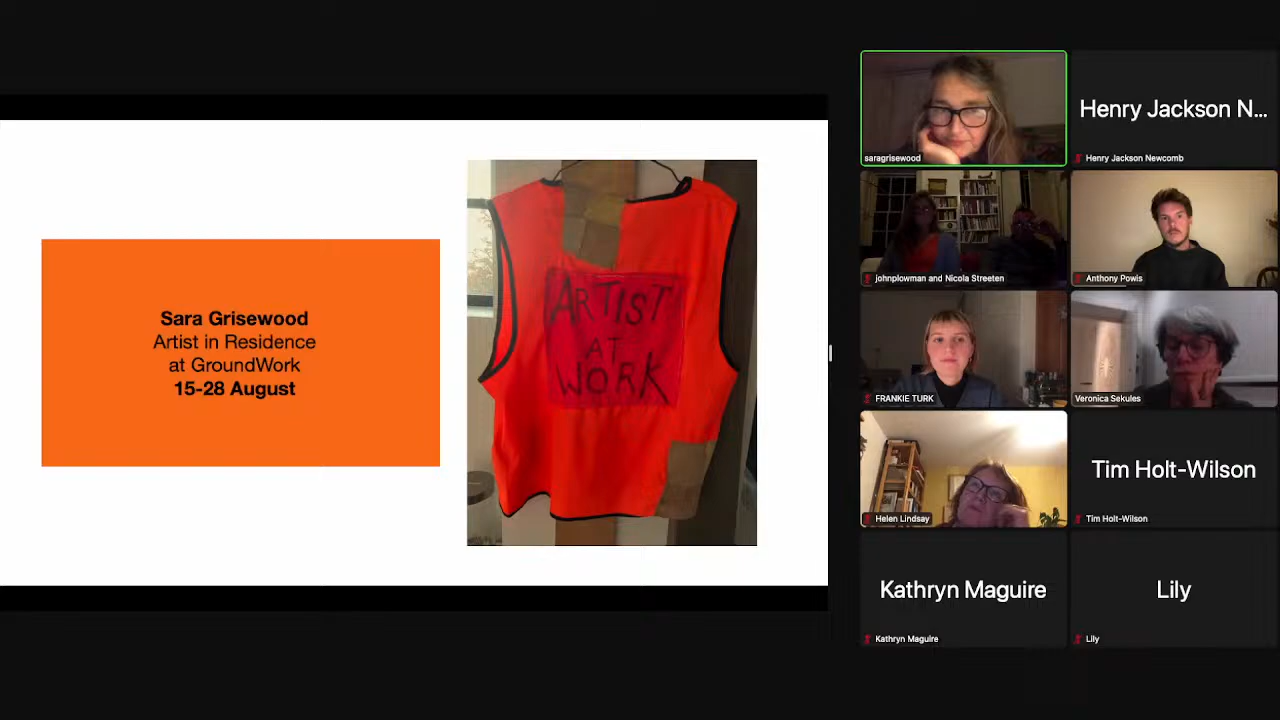 Sara Grisewood
Artist in Residence
at GroundWork
15-28 August
ARTIST
AT
WORK
saragrisewood
Henry Jackson N...
Henry Jackson Newcomb
johnplowman and Nicola Streeten
Anthony Powis
FRANKIE TURK
Veronica Sekules
Helen Lindsay
Tim Holt-Wilson
Tim Holt-Wilson
Kathryn Maguire
Kathryn Maguire
Lily
Lily